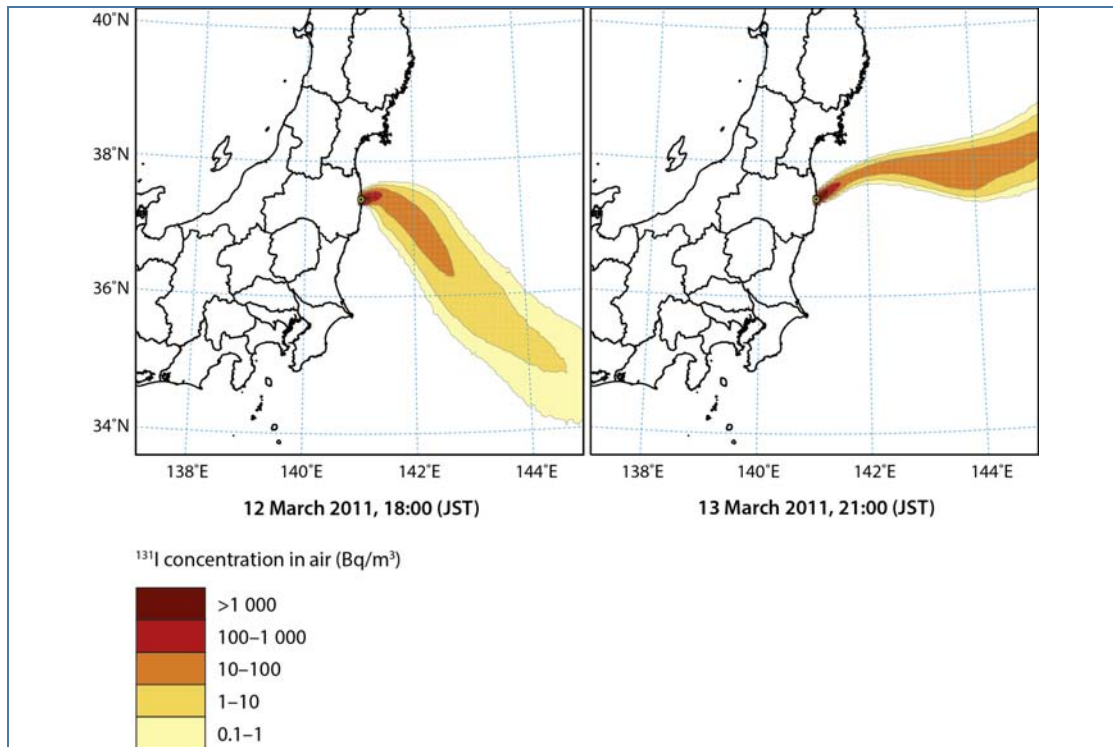 40°N
38°N
36°N
34°N
138°E 140°E 142°E 144°E
138°E 140°E 142°E 144°E
12 March 2011, 18:00 (JST)
13 March 2011, 21:00 (JST)
¹³¹I concentration in air (Bq/m³)
>1 000
100–1 000
10–100
1–10
0.1–1